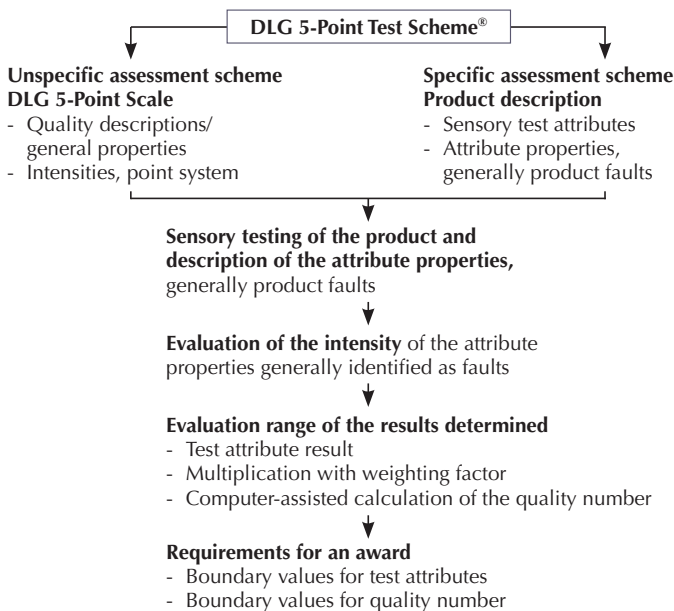 DLG 5-Point Test Scheme®
Unspecific assessment scheme
DLG 5-Point Scale
- Quality descriptions/
general properties
- Intensities, point system
Specific assessment scheme
Product description
- Sensory test attributes
- Attribute properties,
generally product faults
Sensory testing of the product and
description of the attribute properties,
generally product faults
Evaluation of the intensity of the attribute
properties generally identified as faults
Evaluation range of the results determined
- Test attribute result
- Multiplication with weighting factor
- Computer-assisted calculation of the quality number
Requirements for an award
- Boundary values for test attributes
- Boundary values for quality number